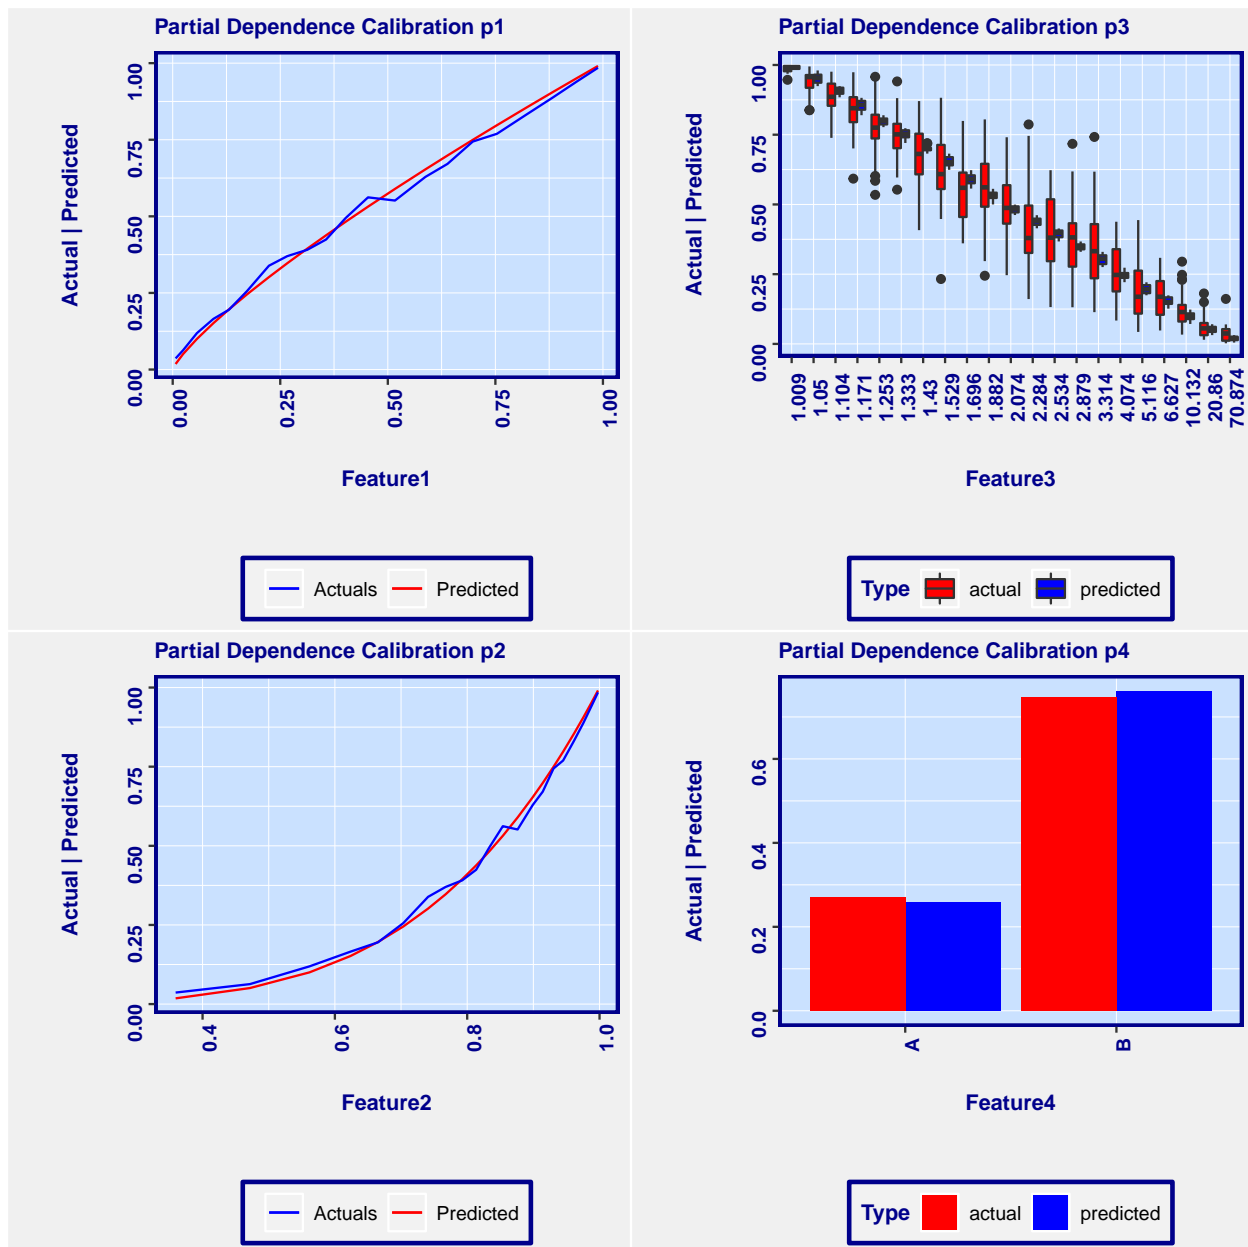 Partial Dependence Calibration p1
Actual | Predicted
1.00
0.75
0.50
0.25
0.00
0.00 0.25 0.50 0.75 1.00
Feature1
Actuals Predicted
Partial Dependence Calibration p3
Actual | Predicted
1.00
0.75
0.50
0.25
0.00
1.009 1.05 1.104 1.171 1.253 1.333 1.43 1.529 1.696 1.882 2.074 2.284 2.534 2.879 3.314 4.074 5.116 6.627 10.132 20.86 70.874
Feature3
Type actual predicted
Partial Dependence Calibration p2
Actual | Predicted
1.00
0.75
0.50
0.25
0.00
0.4 0.6 0.8 1.0
Feature2
Actuals Predicted
Partial Dependence Calibration p4
Actual | Predicted
0.6
0.4
0.2
0.0
A B
Feature4
Type actual predicted